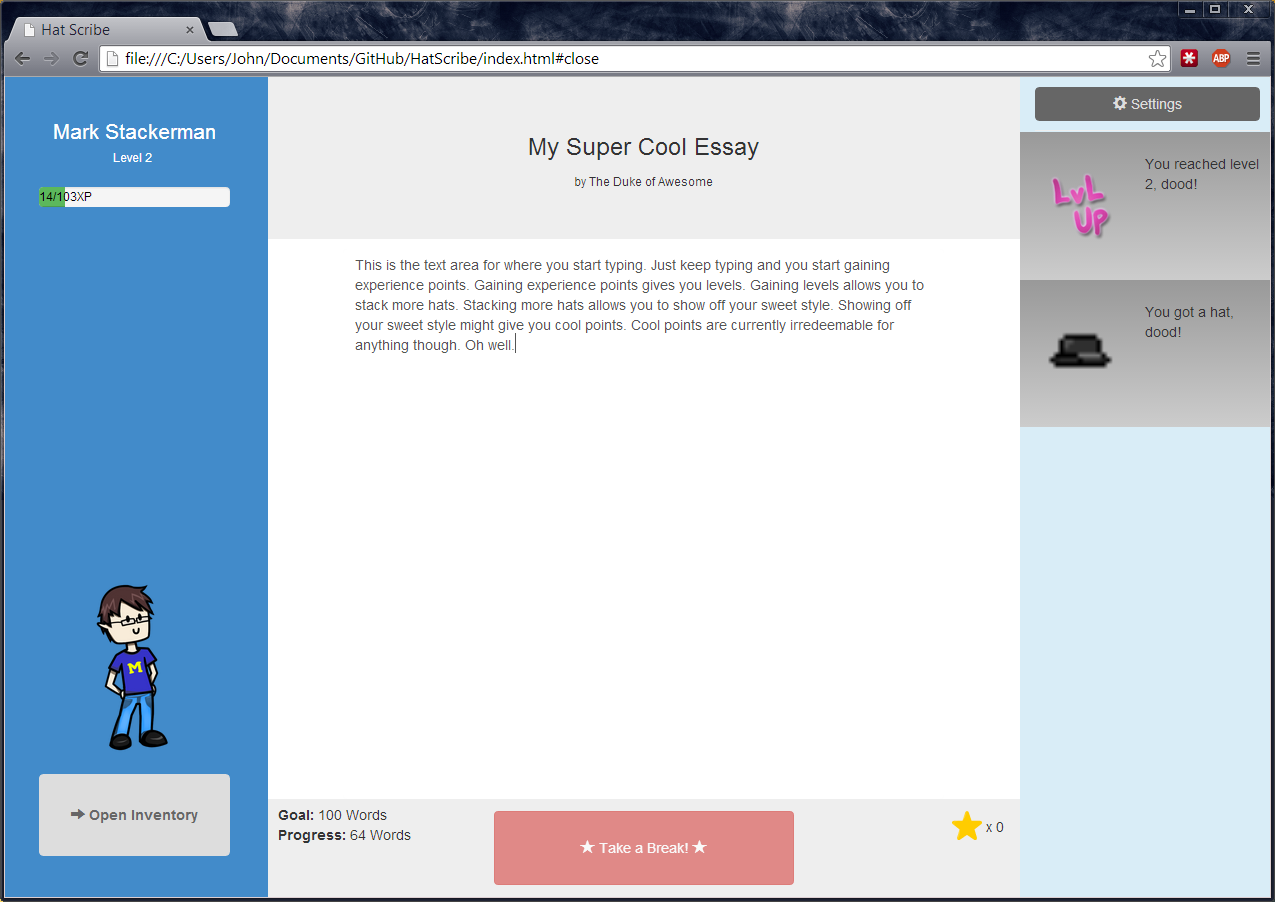 Hat Scribe
file:///C:/Users/John/Documents/GitHub/HatScribe/index.html#close
ABP
Mark Stackerman
Level 2
14/103XP
M
Open Inventory
My Super Cool Essay
by The Duke of Awesome
This is the text area for where you start typing. Just keep typing and you start gaining
experience points. Gaining experience points gives you levels. Gaining levels allows you to
stack more hats. Stacking more hats allows you to show off your sweet style. Showing off
your sweet style might give you cool points. Cool points are currently irredeemable for
anything though. Oh well.
Goal: 100 Words
Progress: 64 Words
Take a Break!
x 0
Settings
LvL
UP
You reached level
2, dood!
You got a hat,
dood!